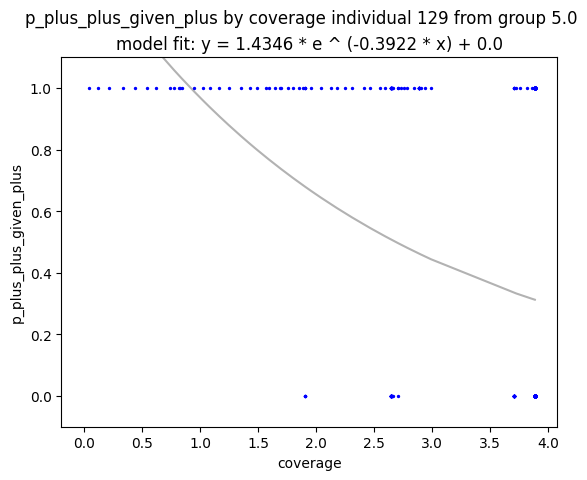 p_plus_plus_given_plus by coverage individual 129 from group 5.0
model fit: y = 1.4346 * e ^ (-0.3922 * x) + 0.0
1.0
0.8
0.6
0.4
0.2
0.0
p_plus_plus_given_plus
0.0 0.5 1.0 1.5 2.0 2.5 3.0 3.5 4.0
coverage